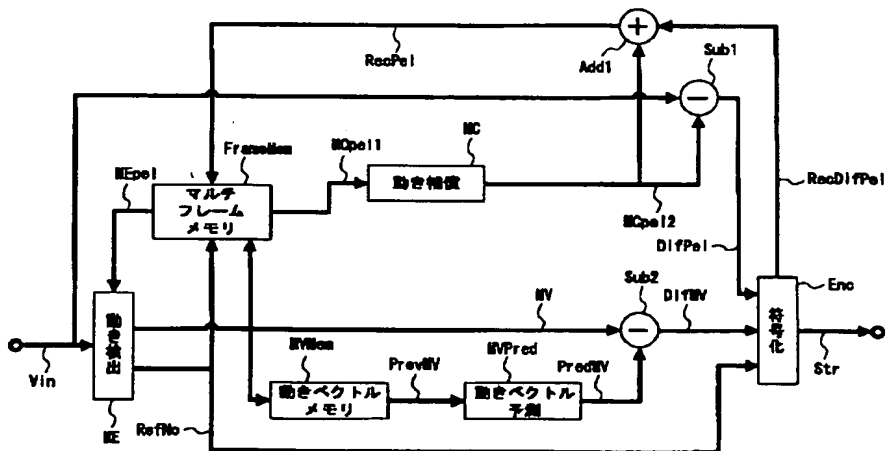 RecPel
Add1
Sub1
FrameMem
MCpel1
MC
MEpel
マルチ
フレーム
メモリ
動き補償
MCpel2
RecDifPel
DifPel
Sub2
DifMV
Enc
動き検出
MV
符号化
Vin
MVMem
PrevMV
MVPred
PredMV
Str
動きベクトル
メモリ
動きベクトル
予測
ME
RefNo